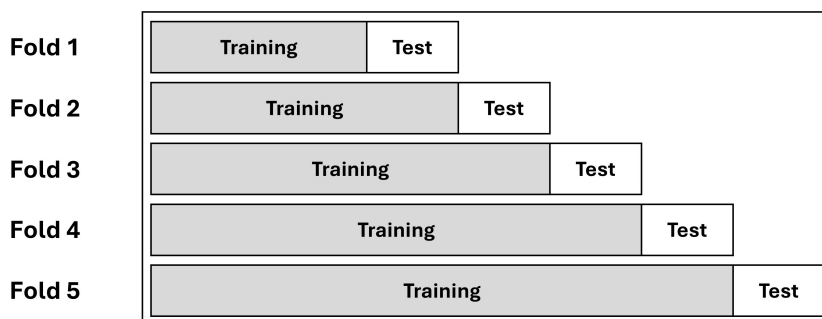 Fold 1 Training Test
Fold 2 Training Test
Fold 3 Training Test
Fold 4 Training Test
Fold 5 Training Test